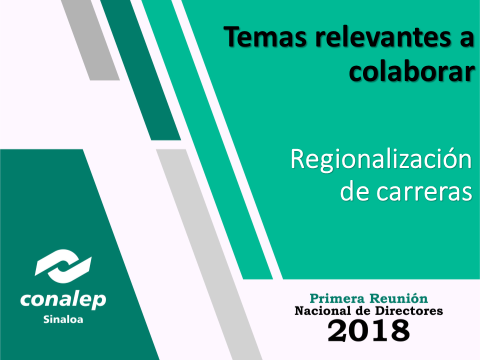 Temas relevantes a
colaborar
Regionalización
de carreras
conalep
Sinaloa
Primera Reunión
Nacional de Directores
2018